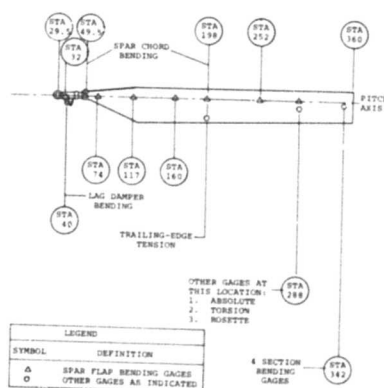 STA 29.5
STA 49.5
STA 32
SPAR CHORD
BENDING
STA 198
STA 252
STA 360
PITCH
AXIS
STA 74
STA 117
STA 160
LAG DAMPER
BENDING
STA 40
TRAILING-EDGE
TENSION
OTHER GAGES AT
THIS LOCATION:
1. ABSOLUTE
2. TORSION
3. ROSETTE
STA 288
LEGEND
SYMBOL DEFINITION
△ SPAR FLAP BENDING GAGES
○ OTHER GAGES AS INDICATED
4 SECTION
BENDING
GAGES
STA 342